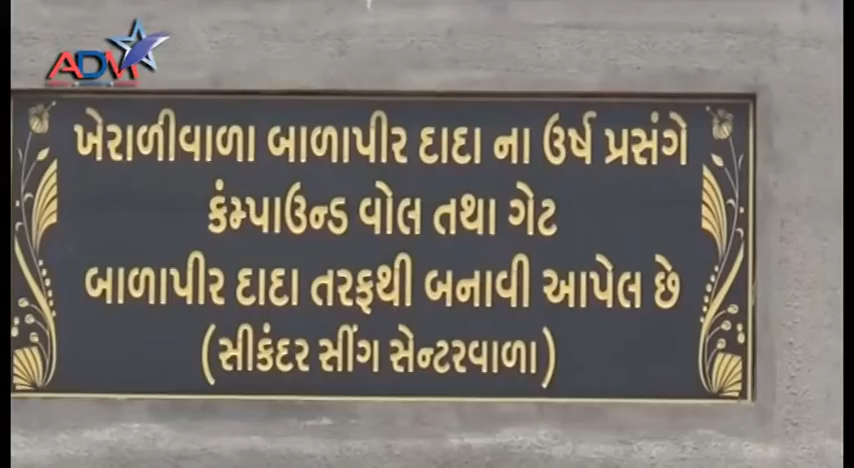 ADM
ખેરાળીવાળા બાળાપીર દાદા ના ઉર્ષ પ્રસંગે
કંમ્પાઉન્ડ વોલ તથા ગેટ
બાળાપીર દાદા તરફથી બનાવી આપેલ છે
(સીકંદર સીંગ સેન્ટરવાળા)